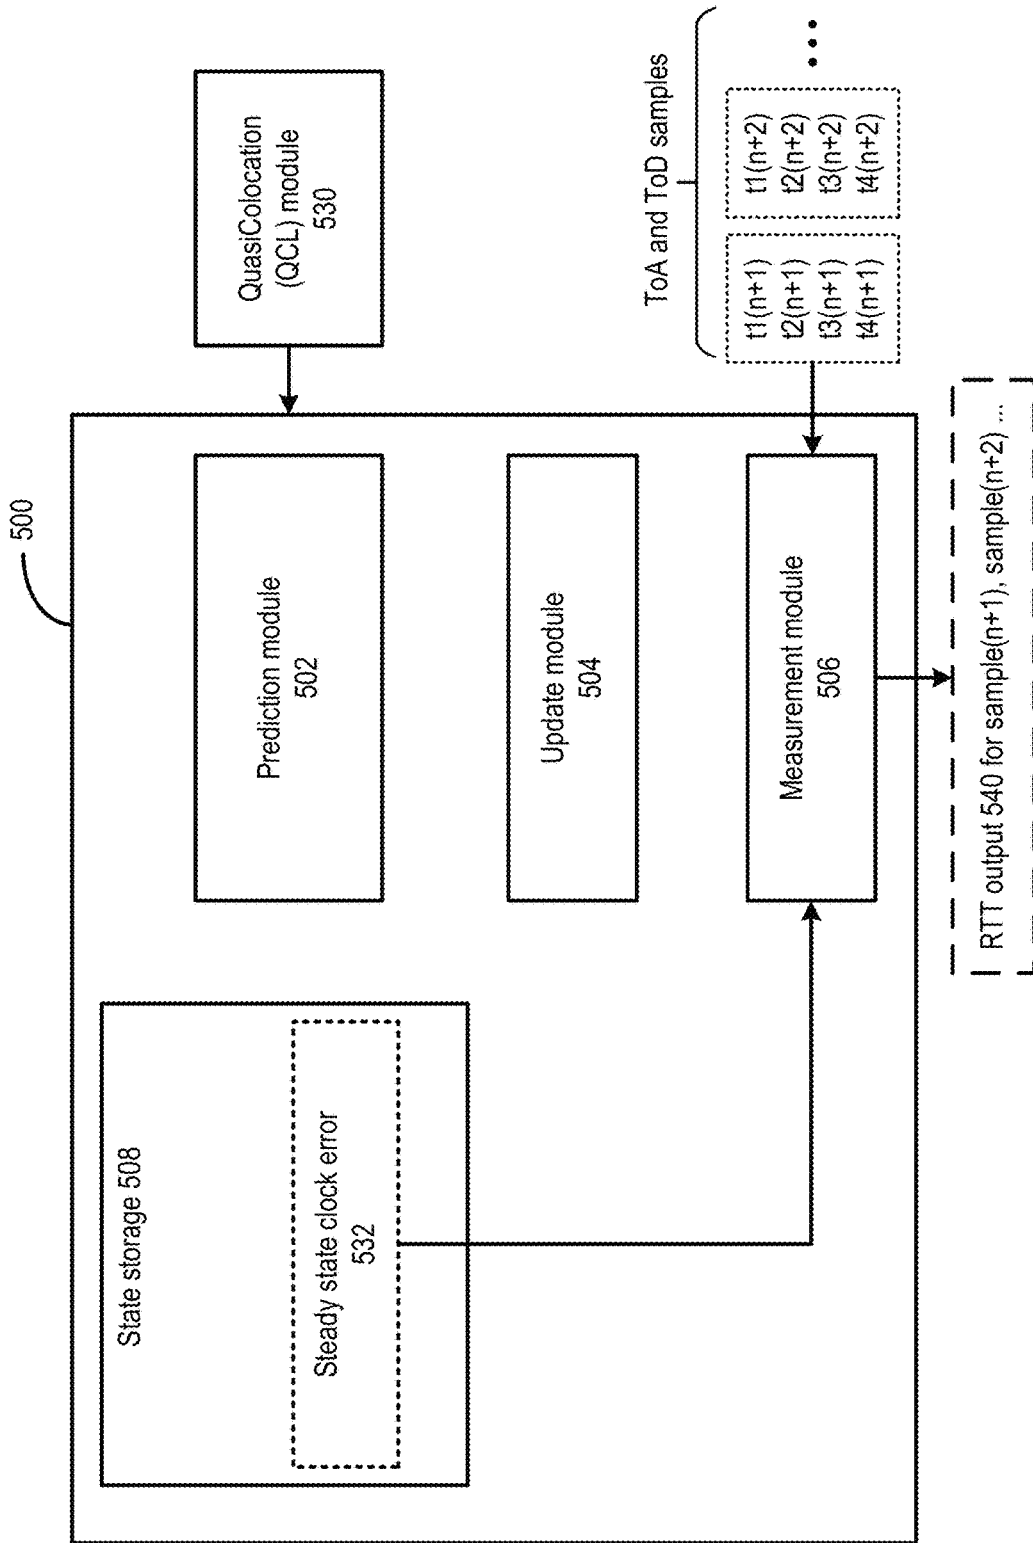 500
State storage 508
Steady state clock error
532
Prediction module
502
Update module
504
Measurement module
506
QuasiColocation
(QCL) module
530
ToA and ToD samples
t1(n+1)
t2(n+1)
t3(n+1)
t4(n+1)
t1(n+2)
t2(n+2)
t3(n+2)
t4(n+2)
•••
RTT output 540 for sample(n+1), sample(n+2) ...